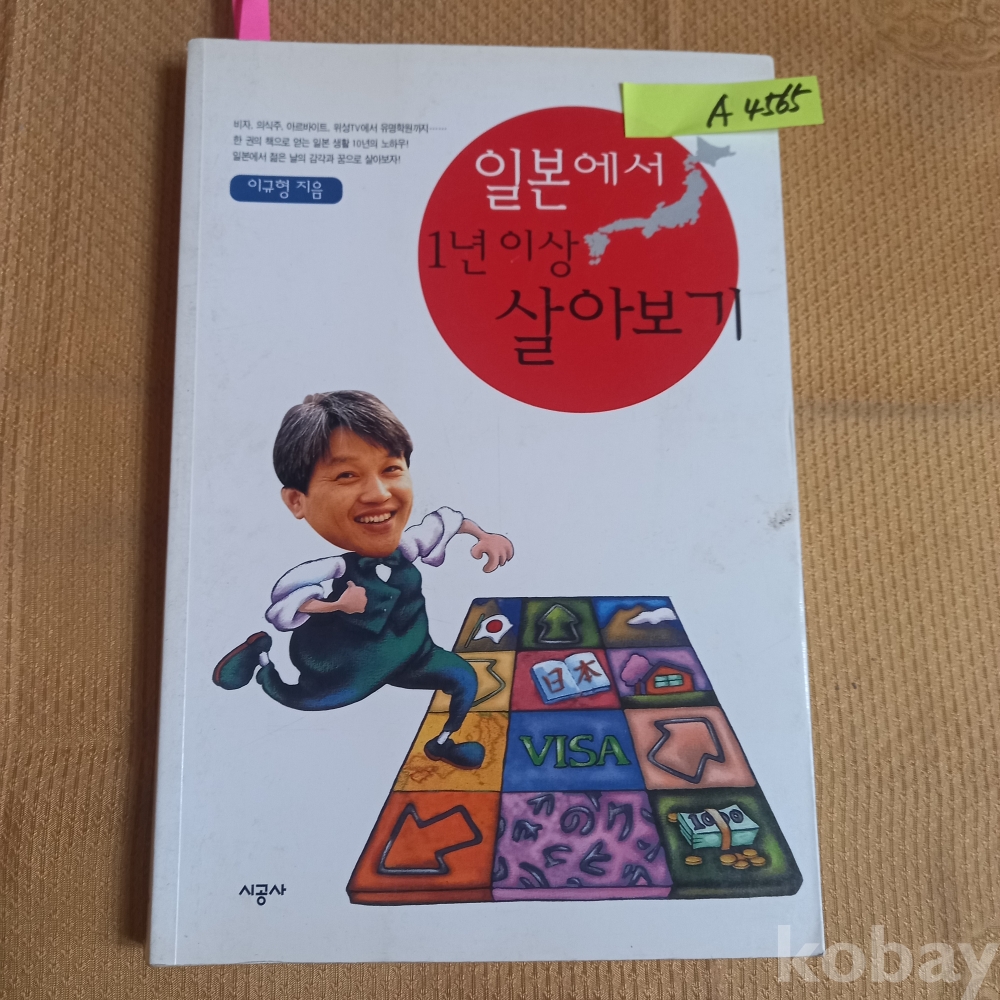 A 4565
비자, 의식주, 아르바이트, 위성TV에서 유명학원까지······
한 권의 책으로 얻는 일본 생활 10년의 노하우!
일본에서 젊은 날의 감각과 꿈으로 살아보자!
이규형 지음
일본에서
1년 이상
살아보기
日本
VISA
1000
시공사
kobay